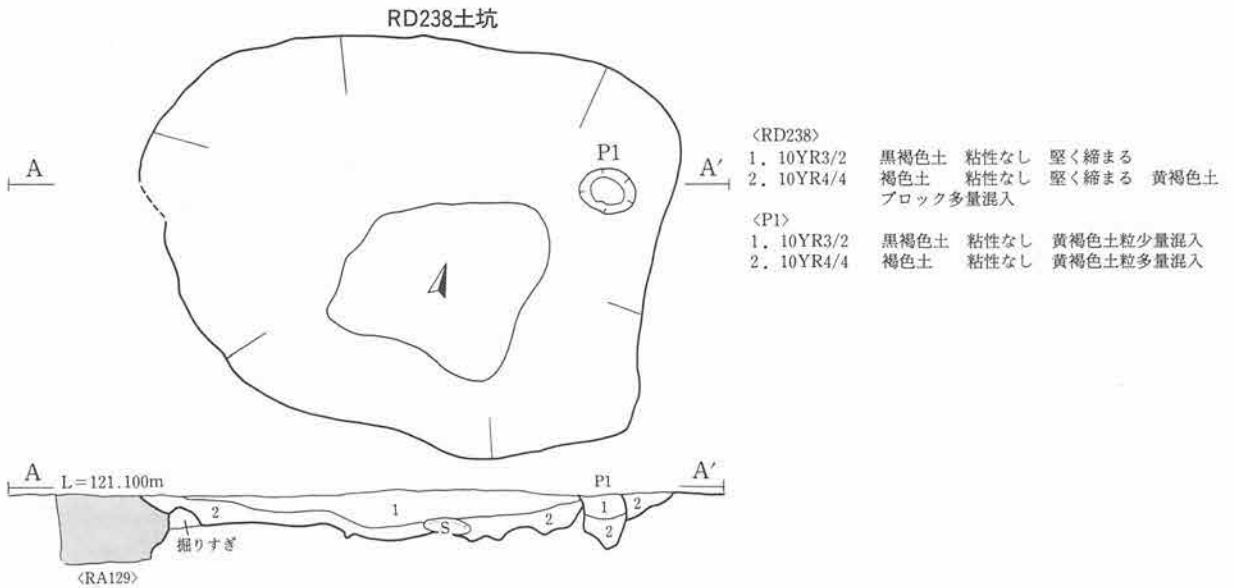 RD238土坑
A
P1
A′
〈RD238〉
1. 10YR3/2 黒褐色土 粘性なし 堅く締まる
2. 10YR4/4 褐色土 粘性なし 堅く締まる 黄褐色土
ブロック多量混入
〈P1〉
1. 10YR3/2 黒褐色土 粘性なし 黄褐色土粒少量混入
2. 10YR4/4 褐色土 粘性なし 黄褐色土粒多量混入
A L=121.100m P1 A′
2 1 S 2 1 2 2
掘りすぎ
〈RA129〉